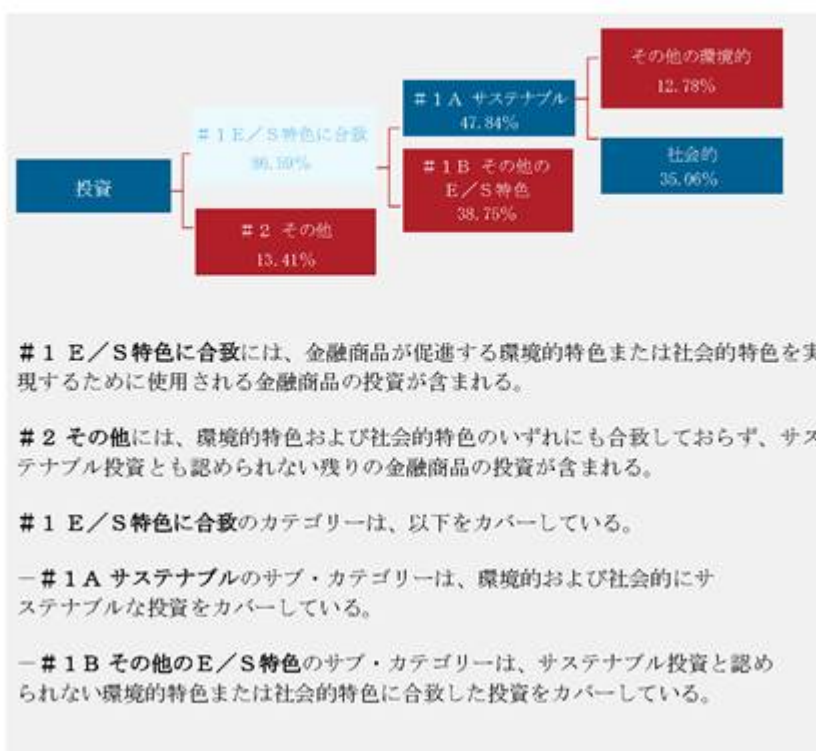 投資
#1E/S特色に合致
86.59%
#2 その他
13.41%
#1A サステナブル
47.84%
#1B その他の
E/S特色
38.75%
その他の環境的
12.78%
社会的
35.06%
#1 E/S特色に合致には、金融商品が促進する環境的特色または社会的特色を実
現するために使用される金融商品の投資が含まれる。
#2 その他には、環境的特色および社会的特色のいずれにも合致しておらず、サス
テナブル投資とも認められない残りの金融商品の投資が含まれる。
#1 E/S特色に合致のカテゴリーは、以下をカバーしている。
-#1A サステナブルのサブ・カテゴリーは、環境的および社会的にサ
ステナブルな投資をカバーしている。
-#1B その他のE/S特色のサブ・カテゴリーは、サステナブル投資と認め
られない環境的特色または社会的特色に合致した投資をカバーしている。